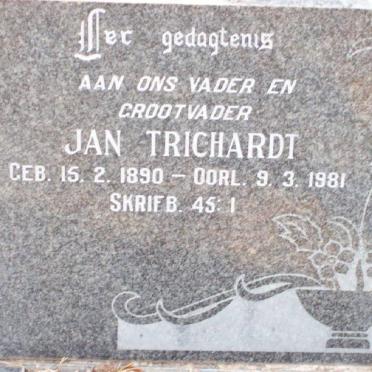 Ter gedagtenis
AAN ONS VADER EN
GROOTVADER
JAN TRICHARDT
GEB. 15. 2. 1890 — OORL. 9. 3. 1981
SKRIFB. 45: 1